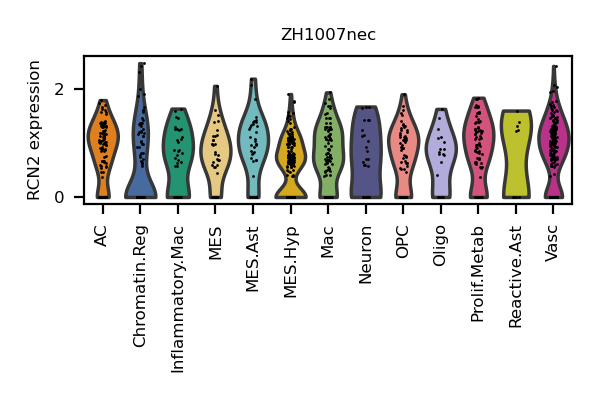 ZH1007nec
RCN2 expression
2
0
AC
Chromatin.Reg
Inflammatory.Mac
MES
MES.Ast
MES.Hyp
Mac
Neuron
OPC
Oligo
Prolif.Metab
Reactive.Ast
Vasc